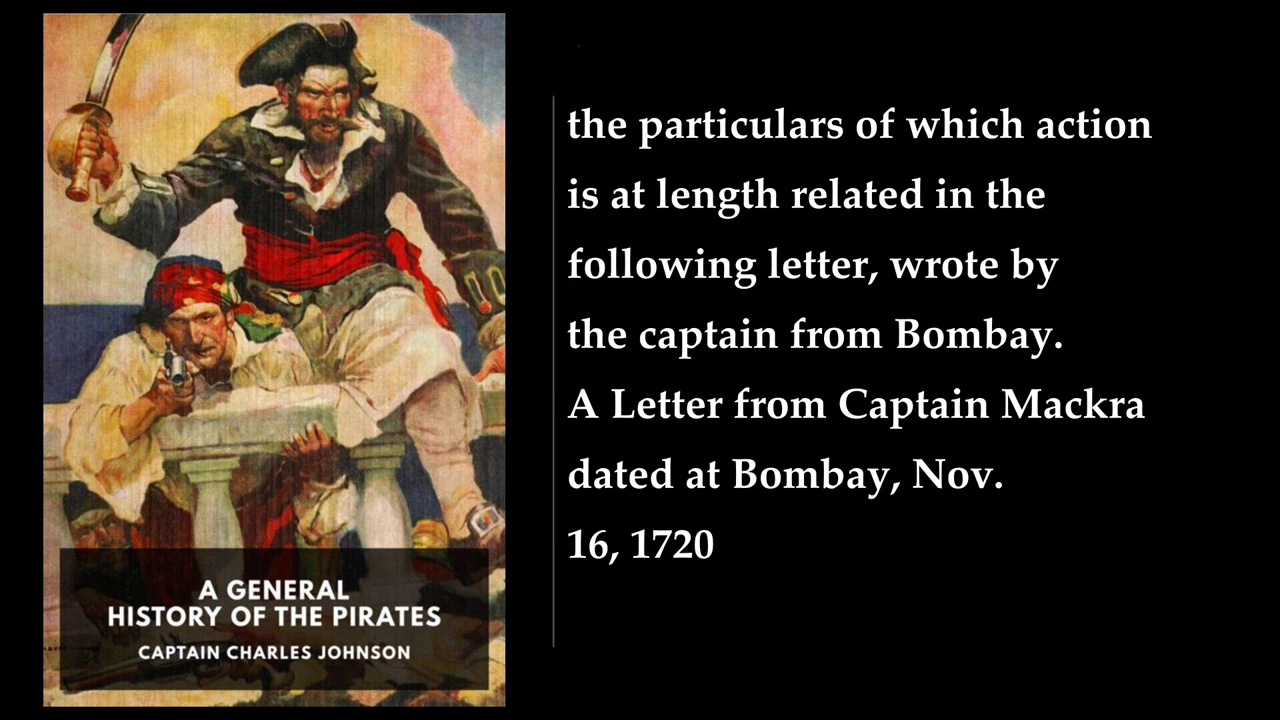 A GENERAL
HISTORY OF THE PIRATES
CAPTAIN CHARLES JOHNSON
the particulars of which action
is at length related in the
following letter, wrote by
the captain from Bombay.
A Letter from Captain Mackra
dated at Bombay, Nov.
16, 1720